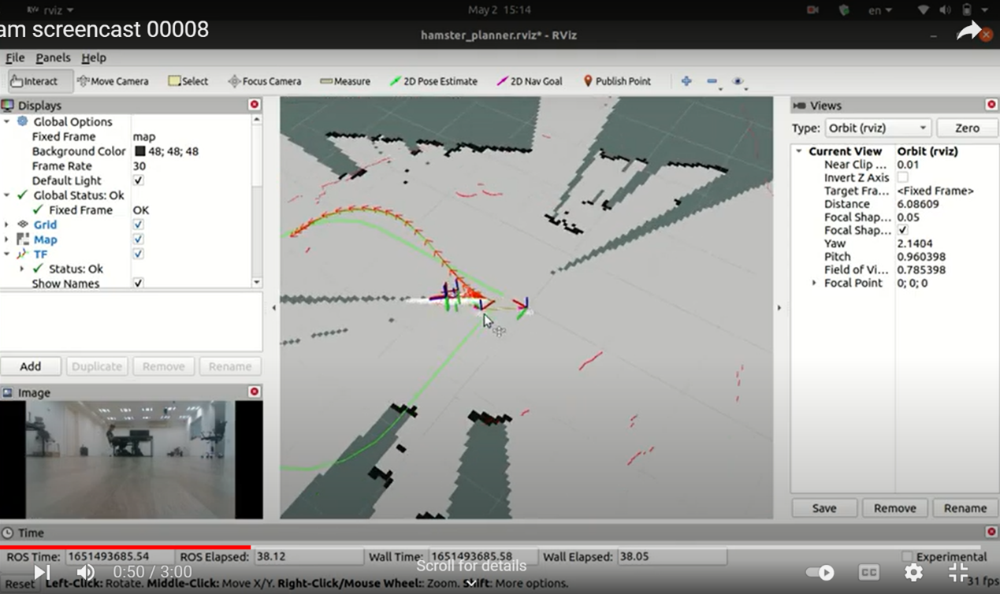 rviz
May 2 15:14
en
am screencast 00008
hamster_planner.rviz* - RViz
File Panels Help
Interact Move Camera Select Focus Camera Measure 2D Pose Estimate 2D Nav Goal Publish Point
Displays
Global Options
Fixed Frame map
Background Color 48; 48; 48
Frame Rate 30
Default Light
Global Status: Ok
Fixed Frame OK
Grid
Map
TF
Status: Ok
Show Names
Add Duplicate Remove Rename
Image
Views
Type: Orbit (rviz) Zero
Current View Orbit (rviz)
Near Clip ... 0.01
Invert Z Axis
Target Fra... <Fixed Frame>
Distance 6.08609
Focal Shap... 0.05
Focal Shap...
Yaw 2.1404
Pitch 0.960398
Field of Vi... 0.785398
Focal Point 0; 0; 0
Save Remove Rename
Time
ROS Time: 1651493685.54 ROS Elapsed: 38.12 Wall Time: 1651493685.58 Wall Elapsed: 38.05 Experimental
0:50 / 3:00
Scroll for details
CC
Reset Left-Click: Rotate. Middle-Click: Move X/Y. Right-Click/Mouse Wheel:: Zoom. Shift: More options. 31 fps